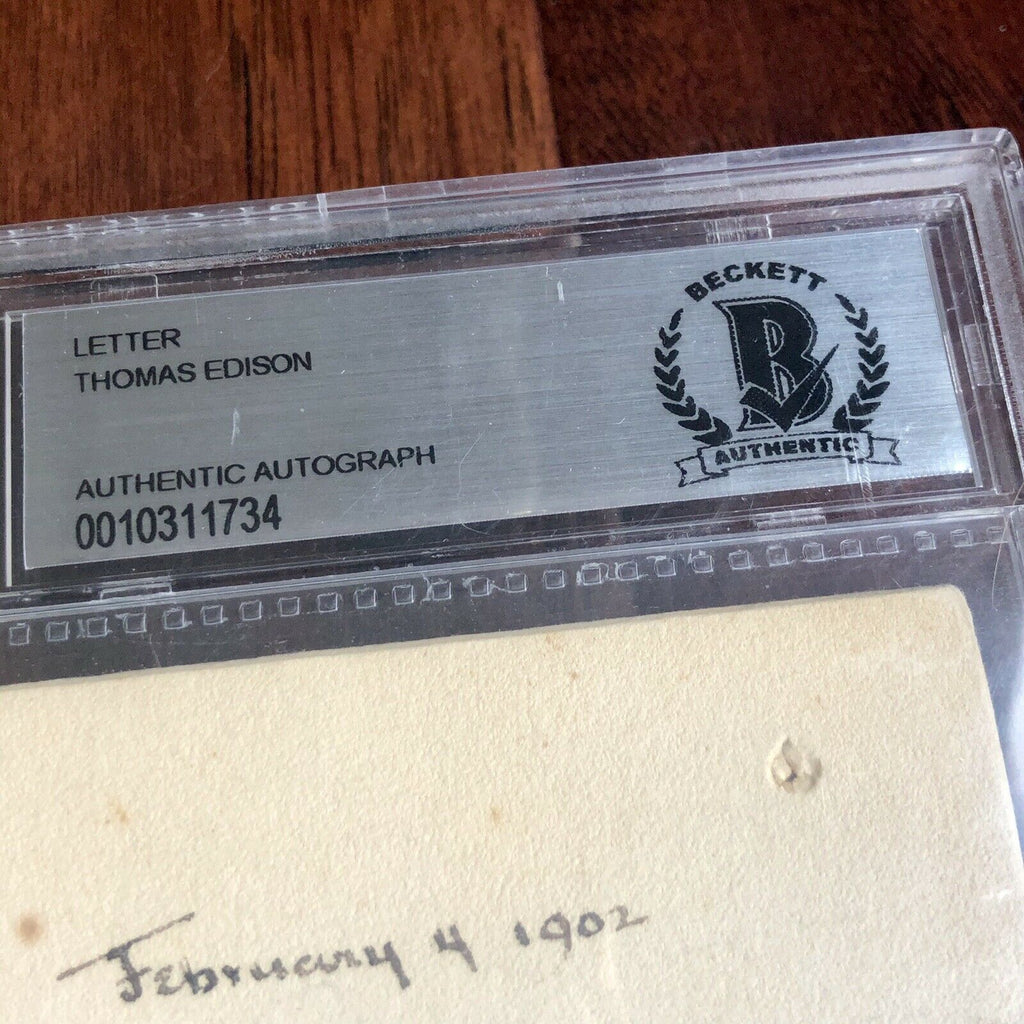 LETTER
THOMAS EDISON
AUTHENTIC AUTOGRAPH
0010311734
BECKETT
B
AUTHENTIC
February 4 1902